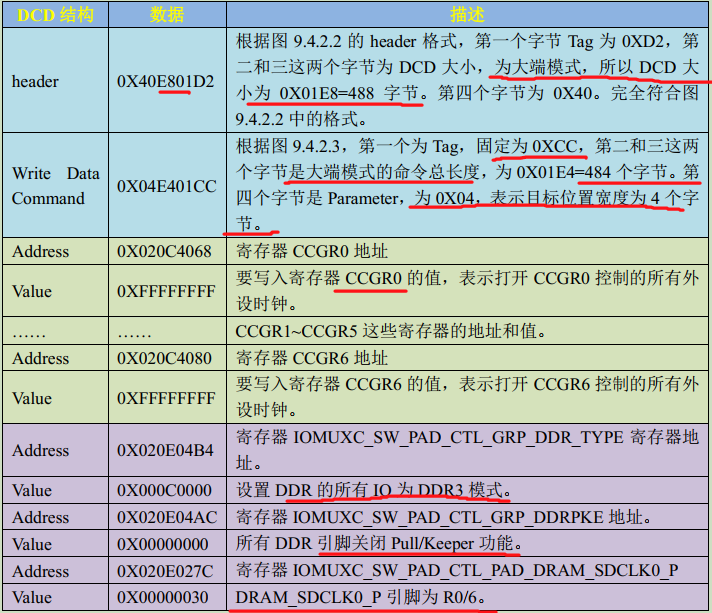 DCD 结构 数据 描述
header 0X40E801D2 根据图 9.4.2.2 的 header 格式，第一个字节 Tag 为 0XD2，第
二和三这两个字节为 DCD 大小，为大端模式，所以 DCD 大
小为 0X01E8=488 字节。第四个字节为 0X40。完全符合图
9.4.2.2 中的格式。
Write Data
Command 0X04E401CC 根据图 9.4.2.3，第一个为 Tag，固定为 0XCC，第二和三这两
个字节是大端模式的命令总长度，为 0X01E4=484 个字节。第
四个字节是 Parameter，为 0X04，表示目标位置宽度为 4 个字
节。
Address 0X020C4068 寄存器 CCGR0 地址
Value 0XFFFFFFFF 要写入寄存器 CCGR0 的值，表示打开 CCGR0 控制的所有外
设时钟。
…… …… CCGR1~CCGR5 这些寄存器的地址和值。
Address 0X020C4080 寄存器 CCGR6 地址
Value 0XFFFFFFFF 要写入寄存器 CCGR6 的值，表示打开 CCGR6 控制的所有外
设时钟。
Address 0X020E04B4 寄存器 IOMUXC_SW_PAD_CTL_GRP_DDR_TYPE 寄存器地
址。
Value 0X000C0000 设置 DDR 的所有 IO 为 DDR3 模式。
Address 0X020E04AC 寄存器 IOMUXC_SW_PAD_CTL_GRP_DDRPKE 地址。
Value 0X00000000 所有 DDR 引脚关闭 Pull/Keeper 功能。
Address 0X020E027C 寄存器 IOMUXC_SW_PAD_CTL_PAD_DRAM_SDCLK0_P
Value 0X00000030 DRAM_SDCLK0_P 引脚为 R0/6。